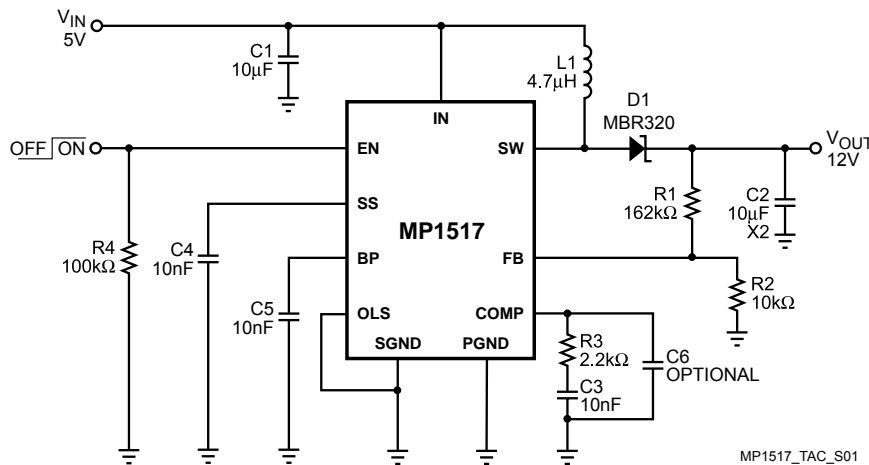 VIN
5V
C1
10μF
L1
4.7μH
D1
MBR320
VOUT
12V
OFF ON
IN
EN
SW
SS
BP
FB
OLS
COMP
SGND
PGND
MP1517
R1
162kΩ
C2
10μF
X2
R4
100kΩ
C4
10nF
C5
10nF
R2
10kΩ
R3
2.2kΩ
C3
10nF
C6
OPTIONAL
MP1517_TAC_S01